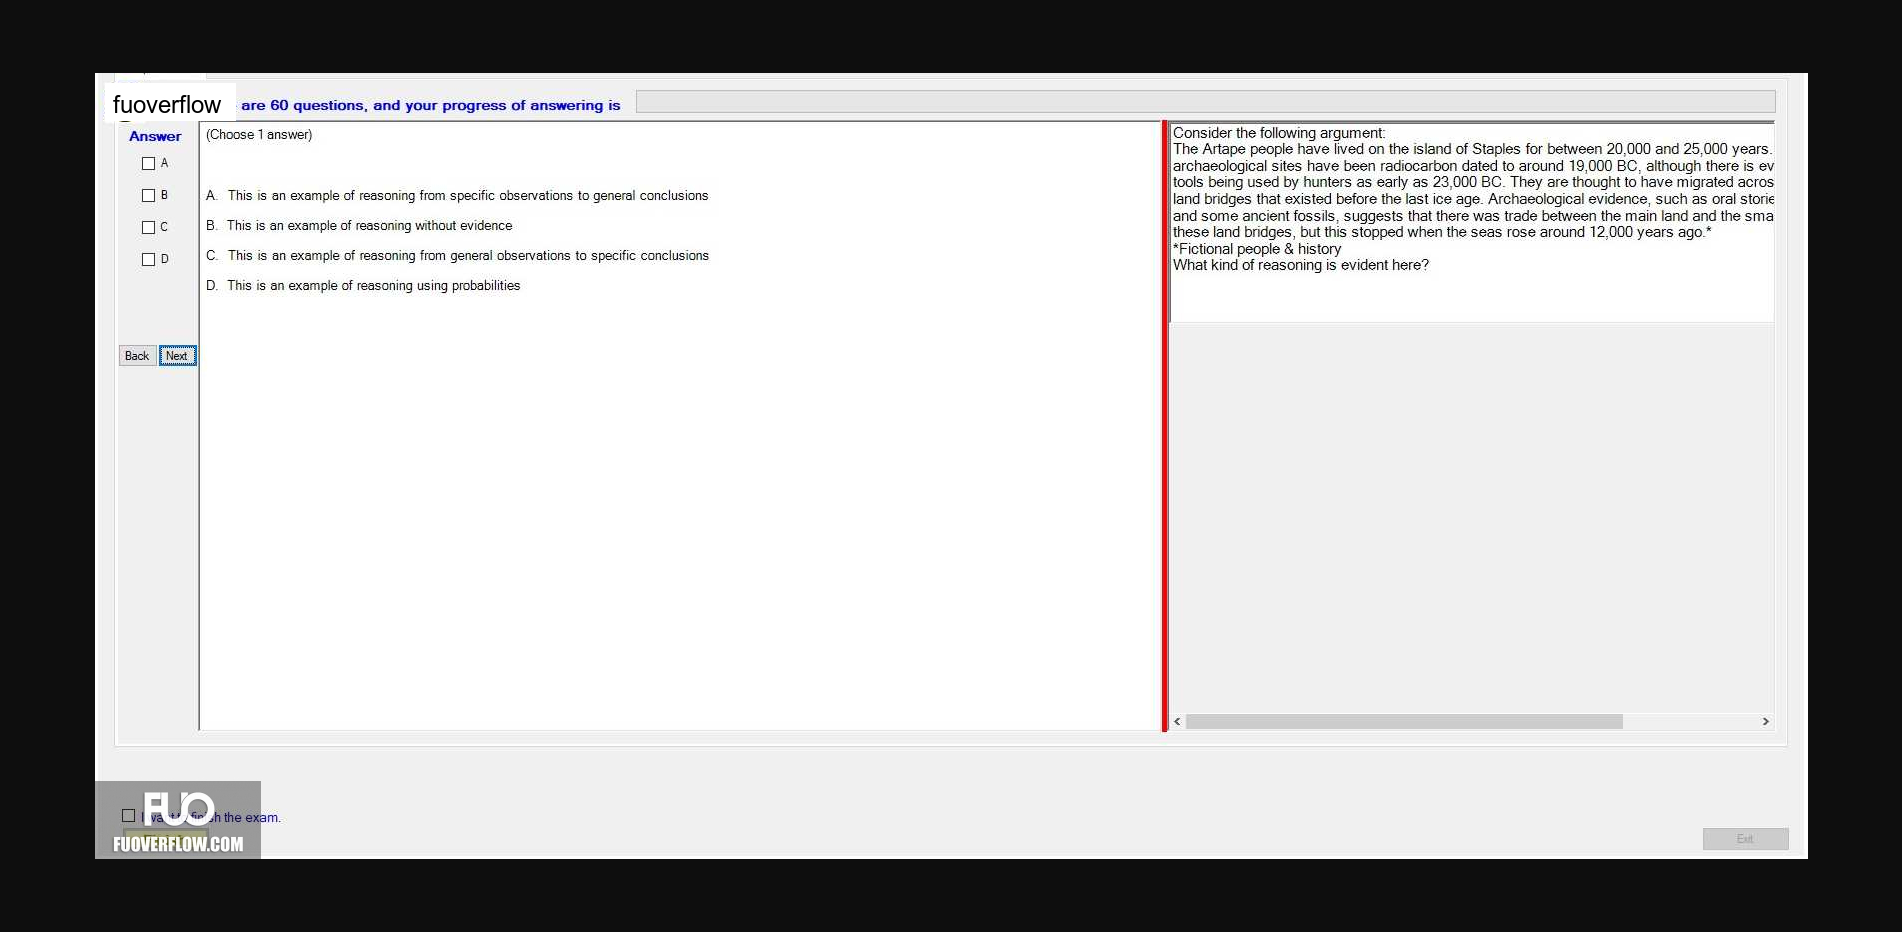 fuoverflow are 60 questions, and your progress of answering is
Answer
(Choose 1 answer)
A
B
C
D
A. This is an example of reasoning from specific observations to general conclusions
B. This is an example of reasoning without evidence
C. This is an example of reasoning from general observations to specific conclusions
D. This is an example of reasoning using probabilities
Back Next
Consider the following argument:
The Artape people have lived on the island of Staples for between 20,000 and 25,000 years.
archaeological sites have been radiocarbon dated to around 19,000 BC, although there is ev
tools being used by hunters as early as 23,000 BC. They are thought to have migrated acros
land bridges that existed before the last ice age. Archaeological evidence, such as oral storie
and some ancient fossils, suggests that there was trade between the main land and the sma
these land bridges, but this stopped when the seas rose around 12,000 years ago.*
*Fictional people & history
What kind of reasoning is evident here?
I want to finish the exam.
FUO
FUOVERFLOW.COM
Exit